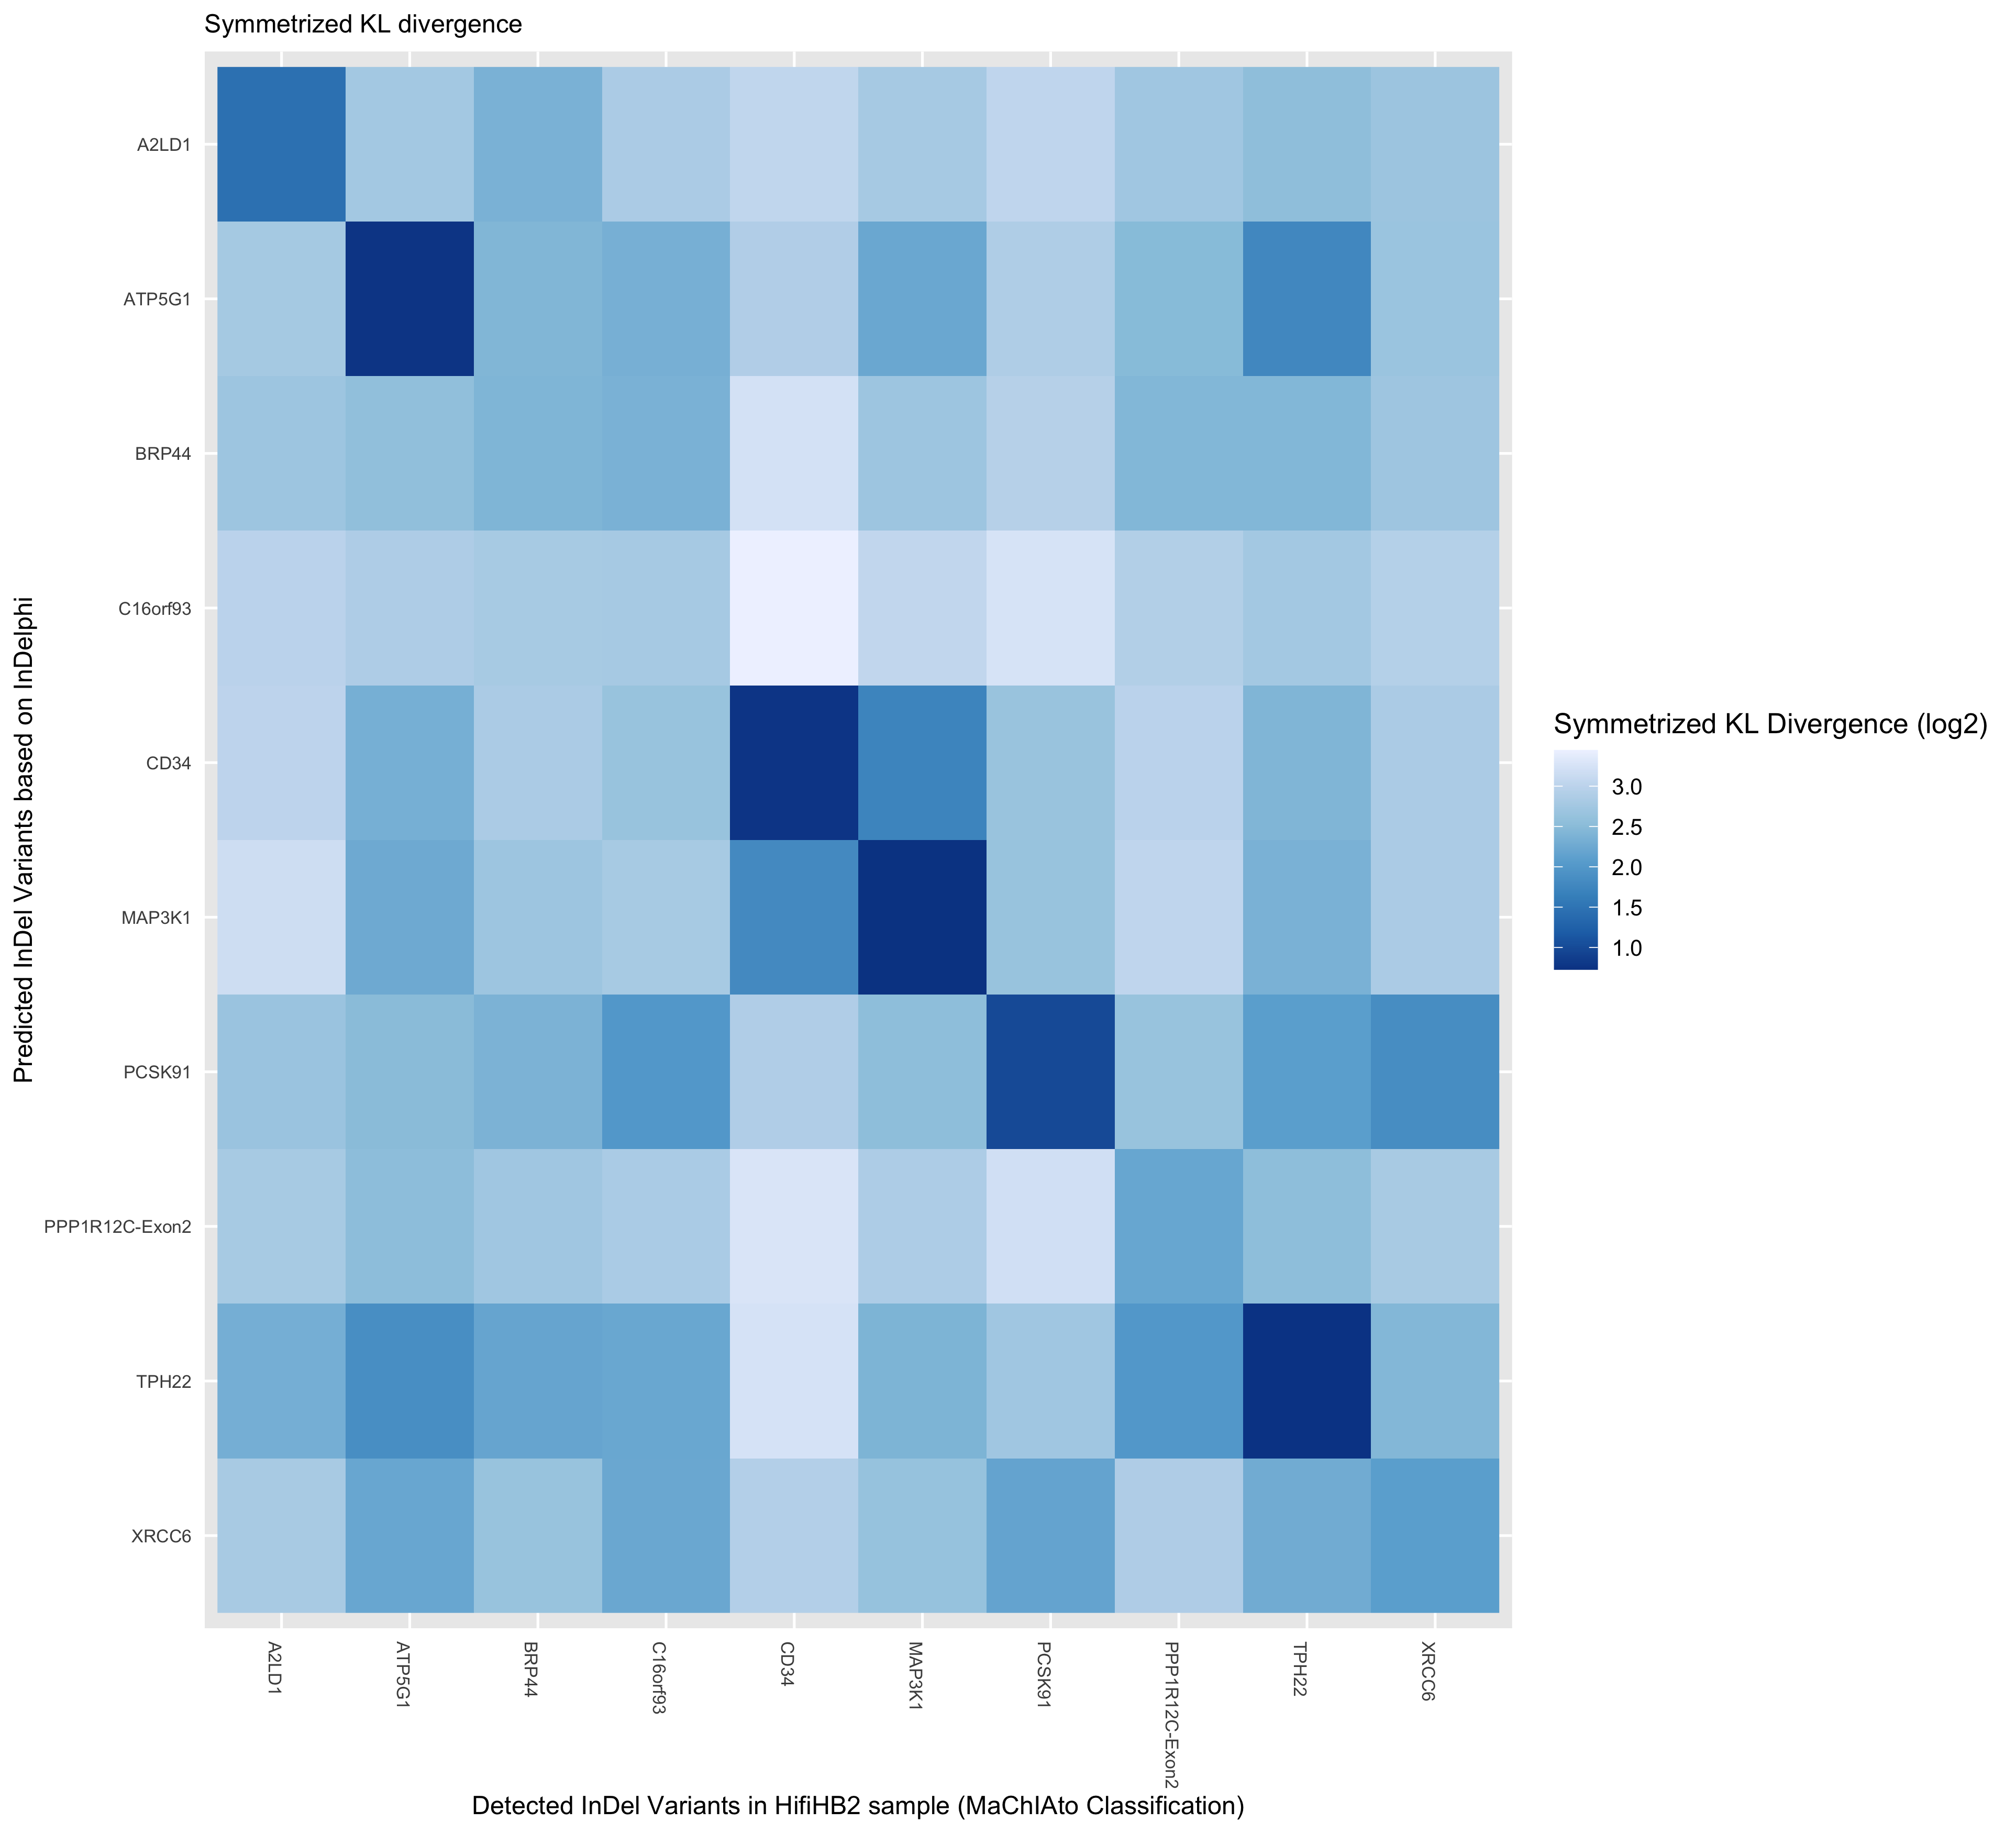 Symmetrized KL divergence
Predicted InDel Variants based on InDelphi
A2LD1
ATP5G1
BRP44
C16orf93
CD34
MAP3K1
PCSK91
PPP1R12C-Exon2
TPH22
XRCC6
A2LD1
ATP5G1
BRP44
C16orf93
CD34
MAP3K1
PCSK91
PPP1R12C-Exon2
TPH22
XRCC6
Detected InDel Variants in HifiHB2 sample (MaChIAto Classification)
Symmetrized KL Divergence (log2)
3.0
2.5
2.0
1.5
1.0